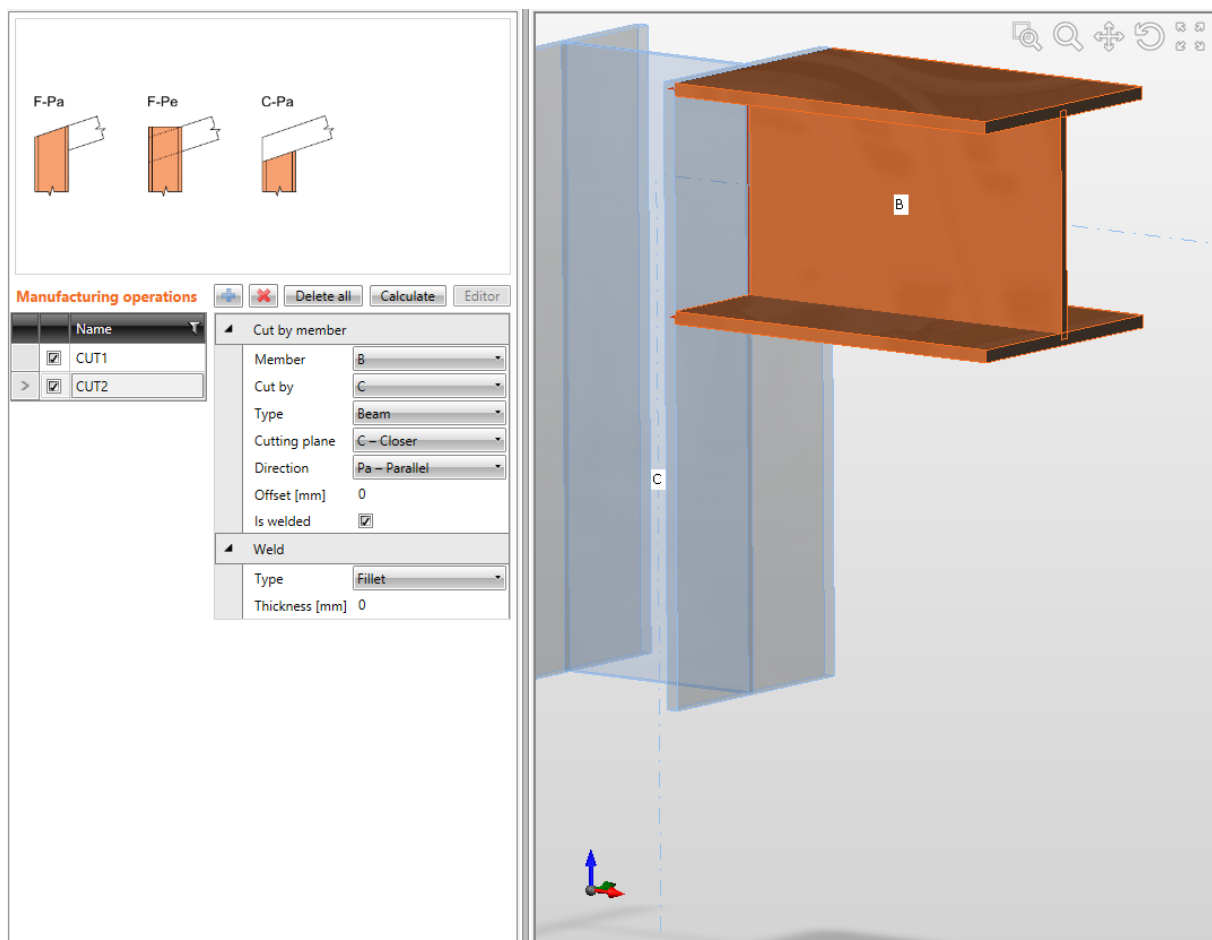 F-Pa F-Pe C-Pa
Manufacturing operations
Delete all Calculate Editor
Name
CUT1
CUT2
Cut by member
Member B
Cut by C
Type Beam
Cutting plane C – Closer
Direction Pa – Parallel
Offset [mm] 0
Is welded
Weld
Type Fillet
Thickness [mm] 0
B
C